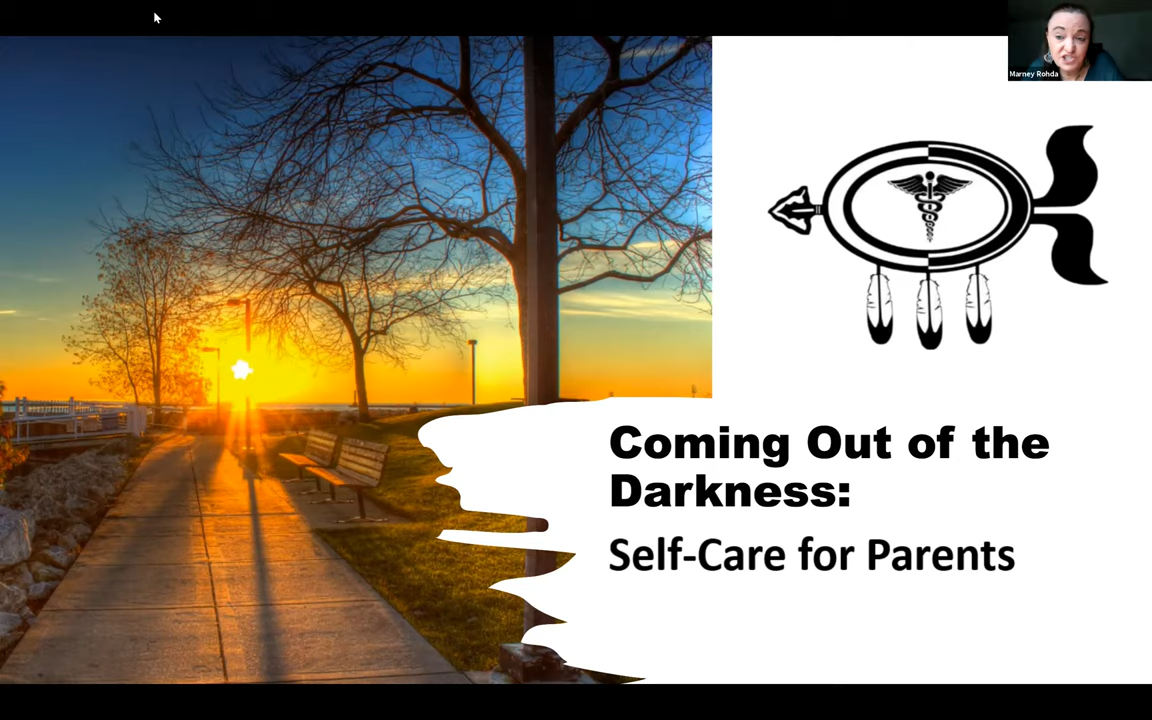 Marney Rohda
Coming Out of the
Darkness:
Self-Care for Parents